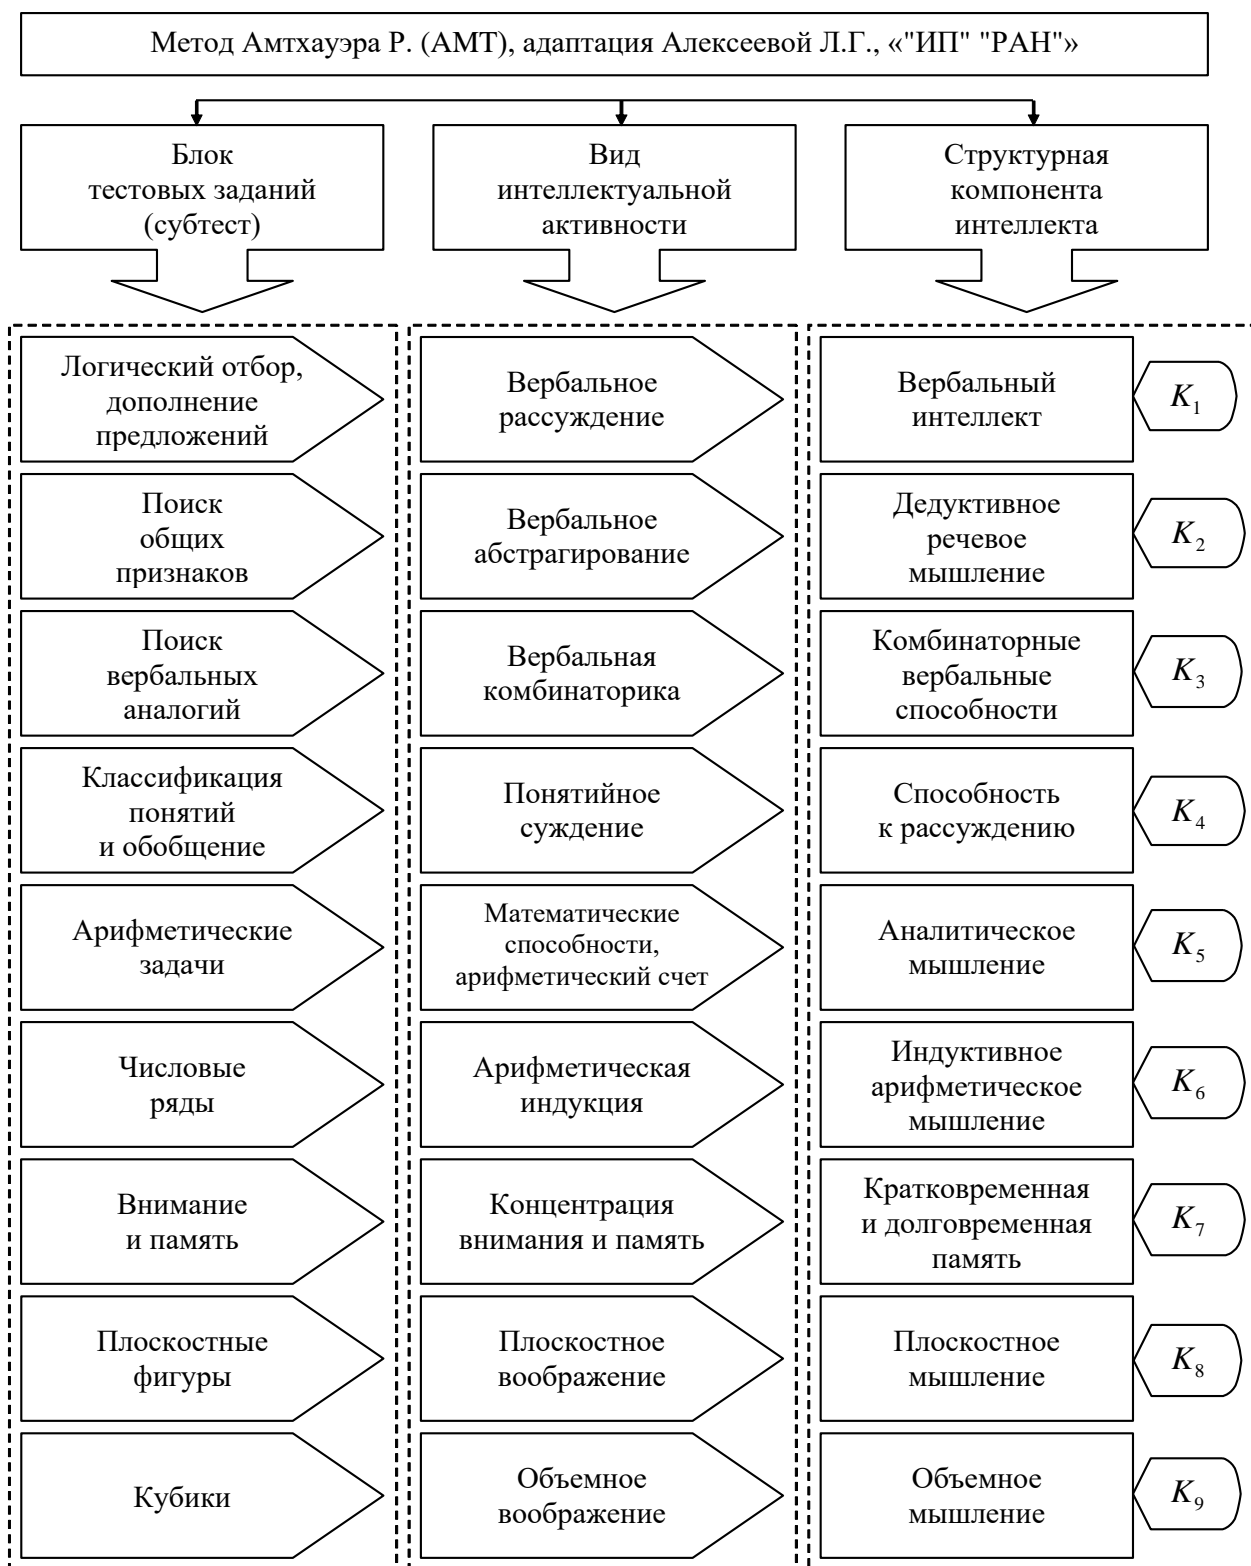 Метод Амтхауэра Р. (АМТ), адаптация Алексеевой Л.Г., «"ИП" "РАН"»
Блок
тестовых заданий
(субтест)
Вид
интеллектуальной
активности
Структурная
компонента
интеллекта
Логический отбор,
дополнение
предложений
Вербальное
рассуждение
Вербальный
интеллект
K₁
Поиск
общих
признаков
Вербальное
абстрагирование
Дедуктивное
речевое
мышление
K₂
Поиск
вербальных
аналогий
Вербальная
комбинаторика
Комбинаторные
вербальные
способности
K₃
Классификация
понятий
и обобщение
Понятийное
суждение
Способность
к рассуждению
K₄
Арифметические
задачи
Математические
способности,
арифметический счет
Аналитическое
мышление
K₅
Числовые
ряды
Арифметическая
индукция
Индуктивное
арифметическое
мышление
K₆
Внимание
и память
Концентрация
внимания и память
Кратковременная
и долговременная
память
K₇
Плоскостные
фигуры
Плоскостное
воображение
Плоскостное
мышление
K₈
Кубики
Объемное
воображение
Объемное
мышление
K₉